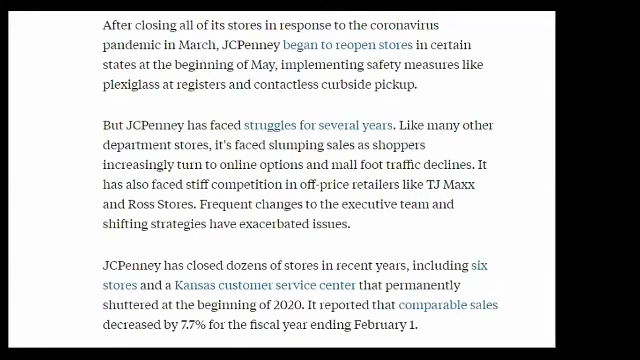 After closing all of its stores in response to the coronavirus
pandemic in March, JCPenney began to reopen stores in certain
states at the beginning of May, implementing safety measures like
plexiglass at registers and contactless curbside pickup.
But JCPenney has faced struggles for several years. Like many other
department stores, it's faced slumping sales as shoppers
increasingly turn to online options and mall foot traffic declines. It
has also faced stiff competition in off-price retailers like TJ Maxx
and Ross Stores. Frequent changes to the executive team and
shifting strategies have exacerbated issues.
JCPenney has closed dozens of stores in recent years, including six
stores and a Kansas customer service center that permanently
shuttered at the beginning of 2020. It reported that comparable sales
decreased by 7.7% for the fiscal year ending February 1.